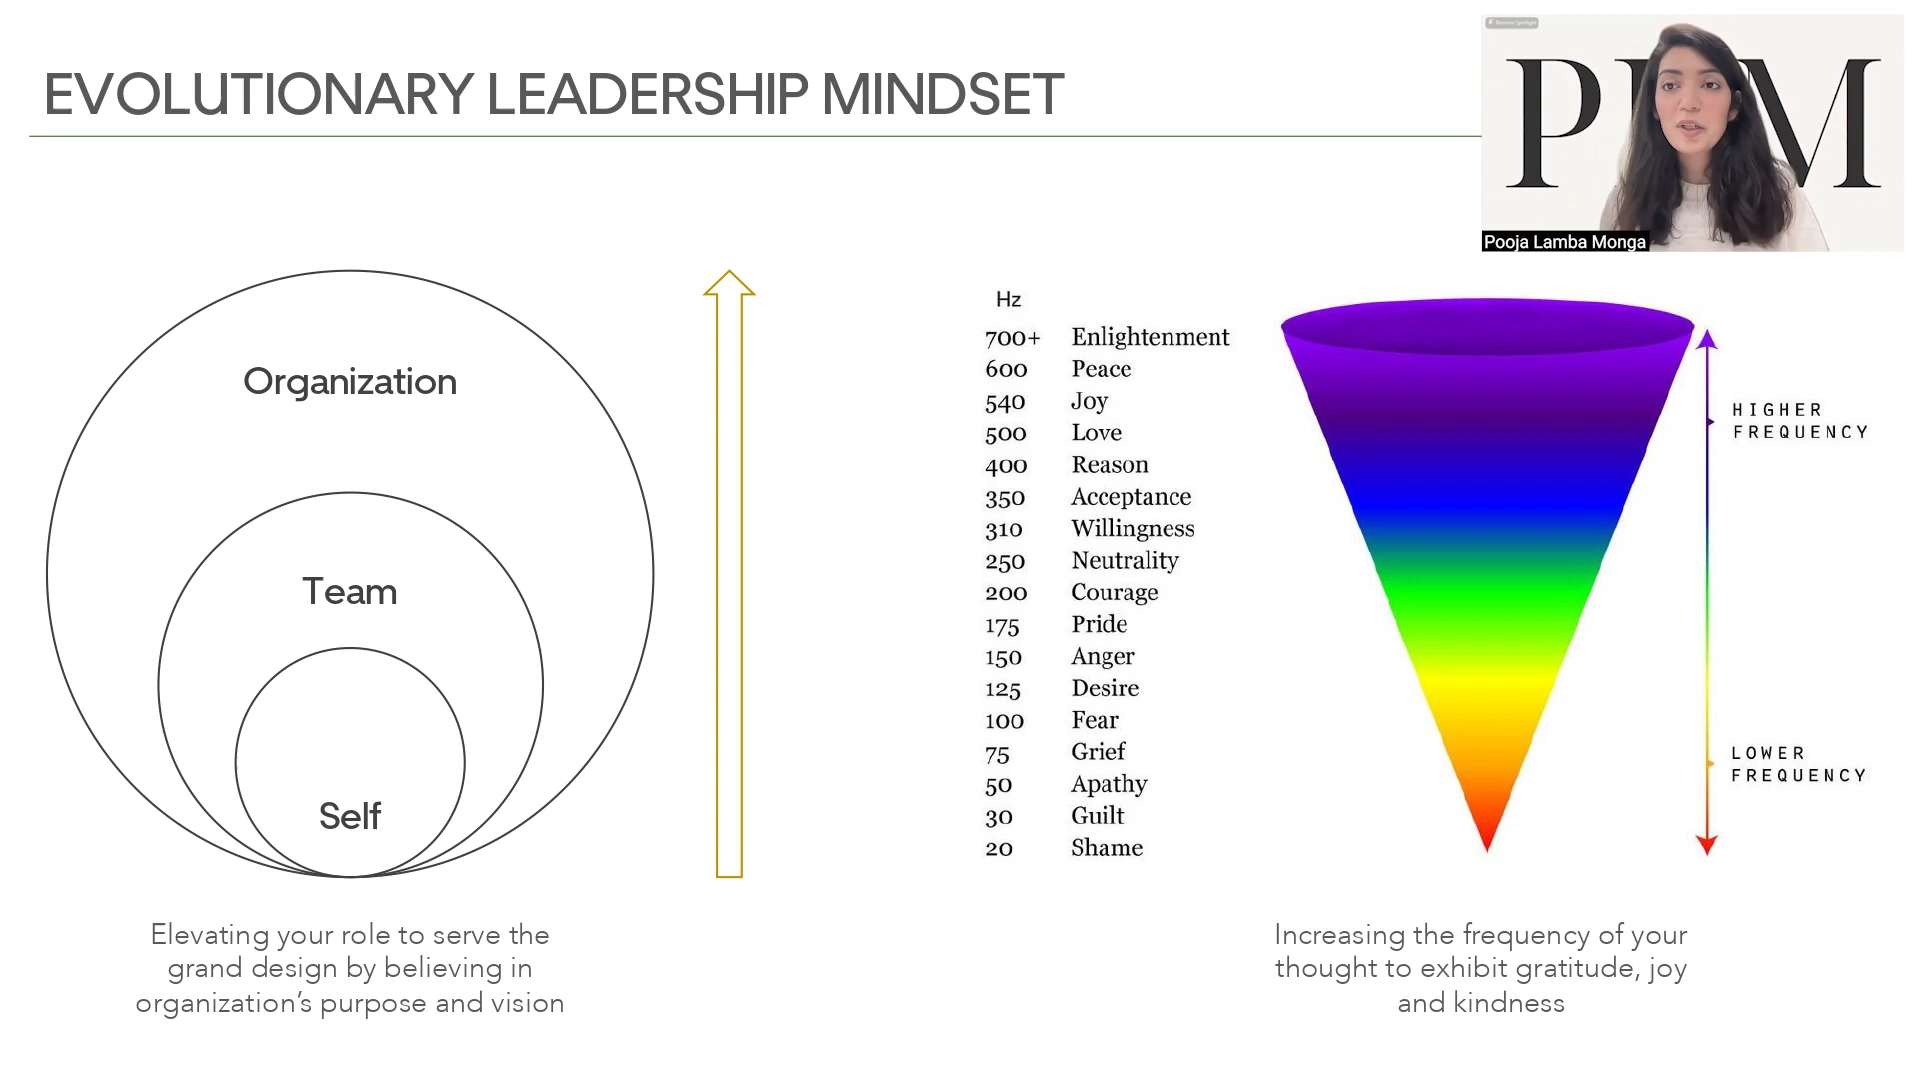 EVOLUTIONARY LEADERSHIP MINDSET
P M
Pooja Lamba Monga
Organization
Team
Self
Elevating your role to serve the
grand design by believing in
organization's purpose and vision
Hz
700+ Enlightenment
600 Peace
540 Joy
500 Love
400 Reason
350 Acceptance
310 Willingness
250 Neutrality
200 Courage
175 Pride
150 Anger
125 Desire
100 Fear
75 Grief
50 Apathy
30 Guilt
20 Shame
HIGHER
FREQUENCY
LOWER
FREQUENCY
Increasing the frequency of your
thought to exhibit gratitude, joy
and kindness